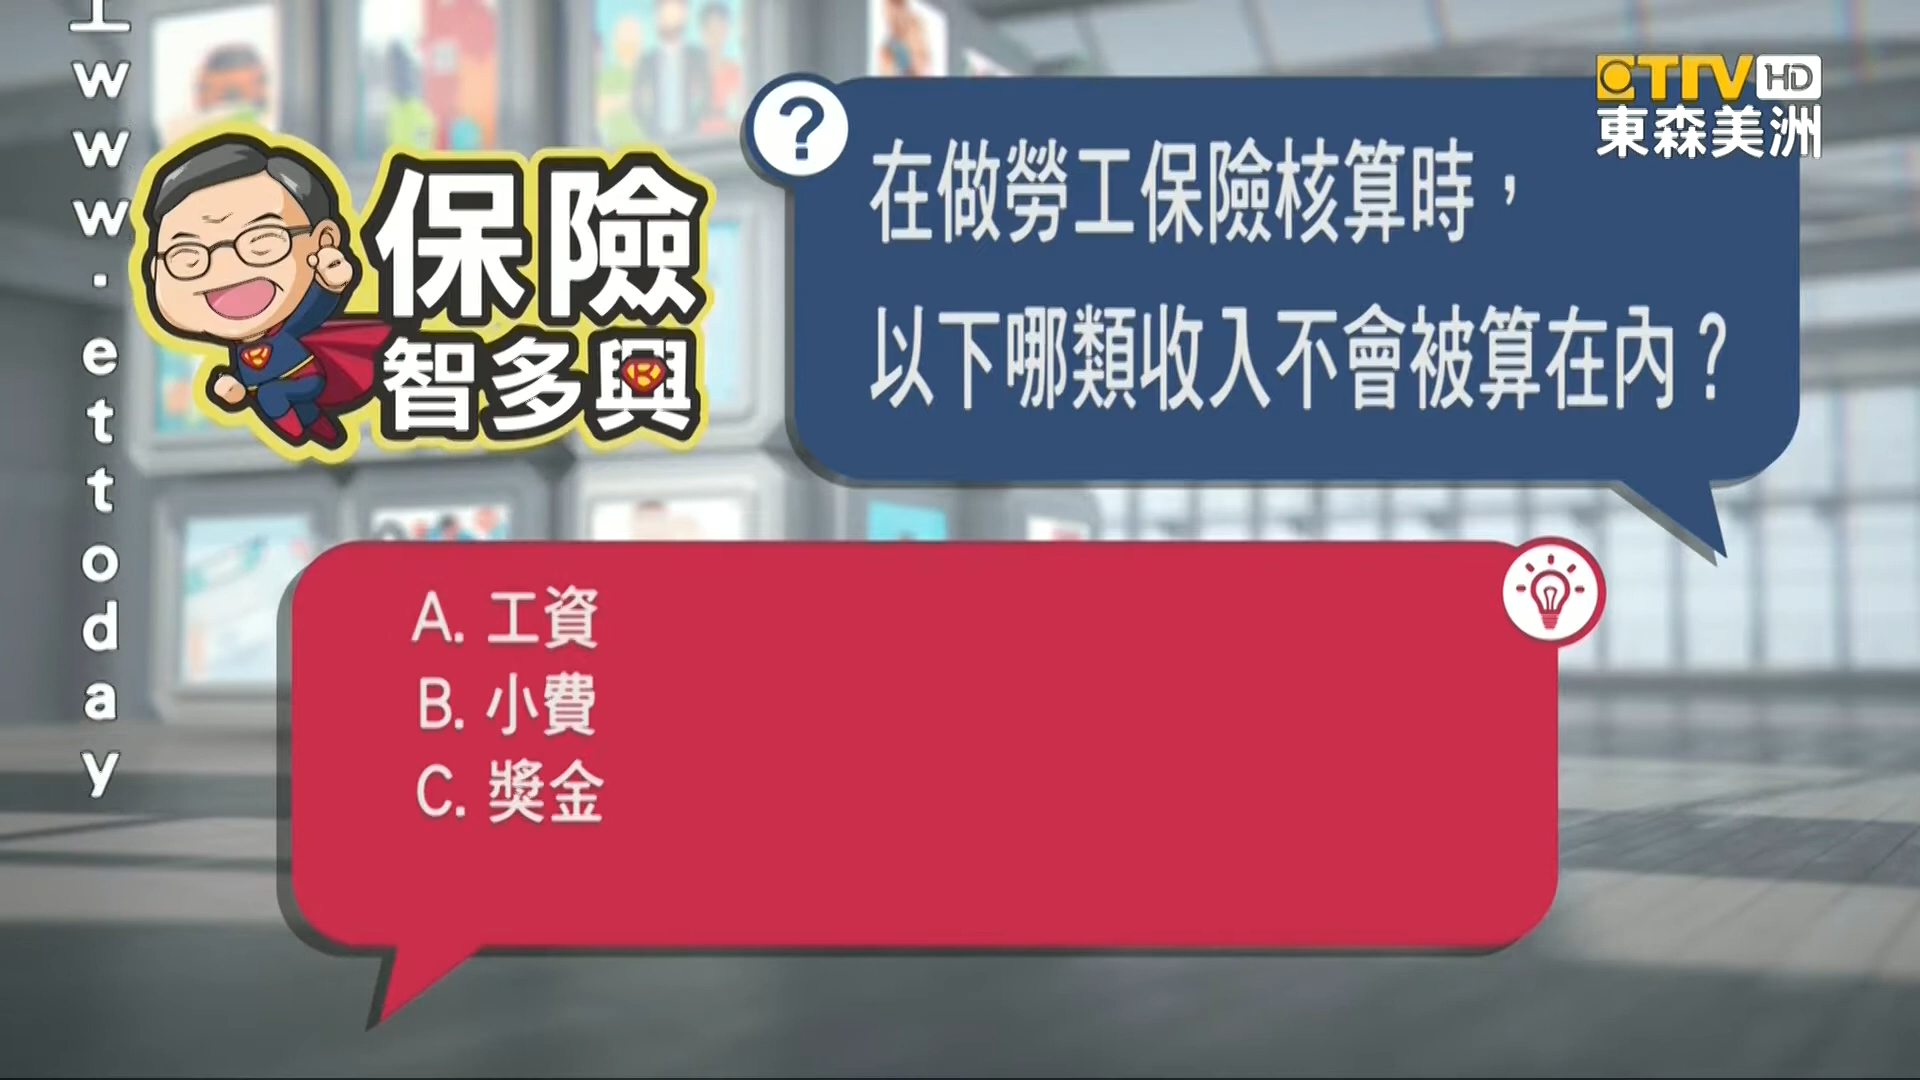 www.ettoday
ETTV HD
東森美洲
保險
智多興
?
在做勞工保險核算時，
以下哪類收入不會被算在內？
A. 工資
B. 小費
C. 獎金